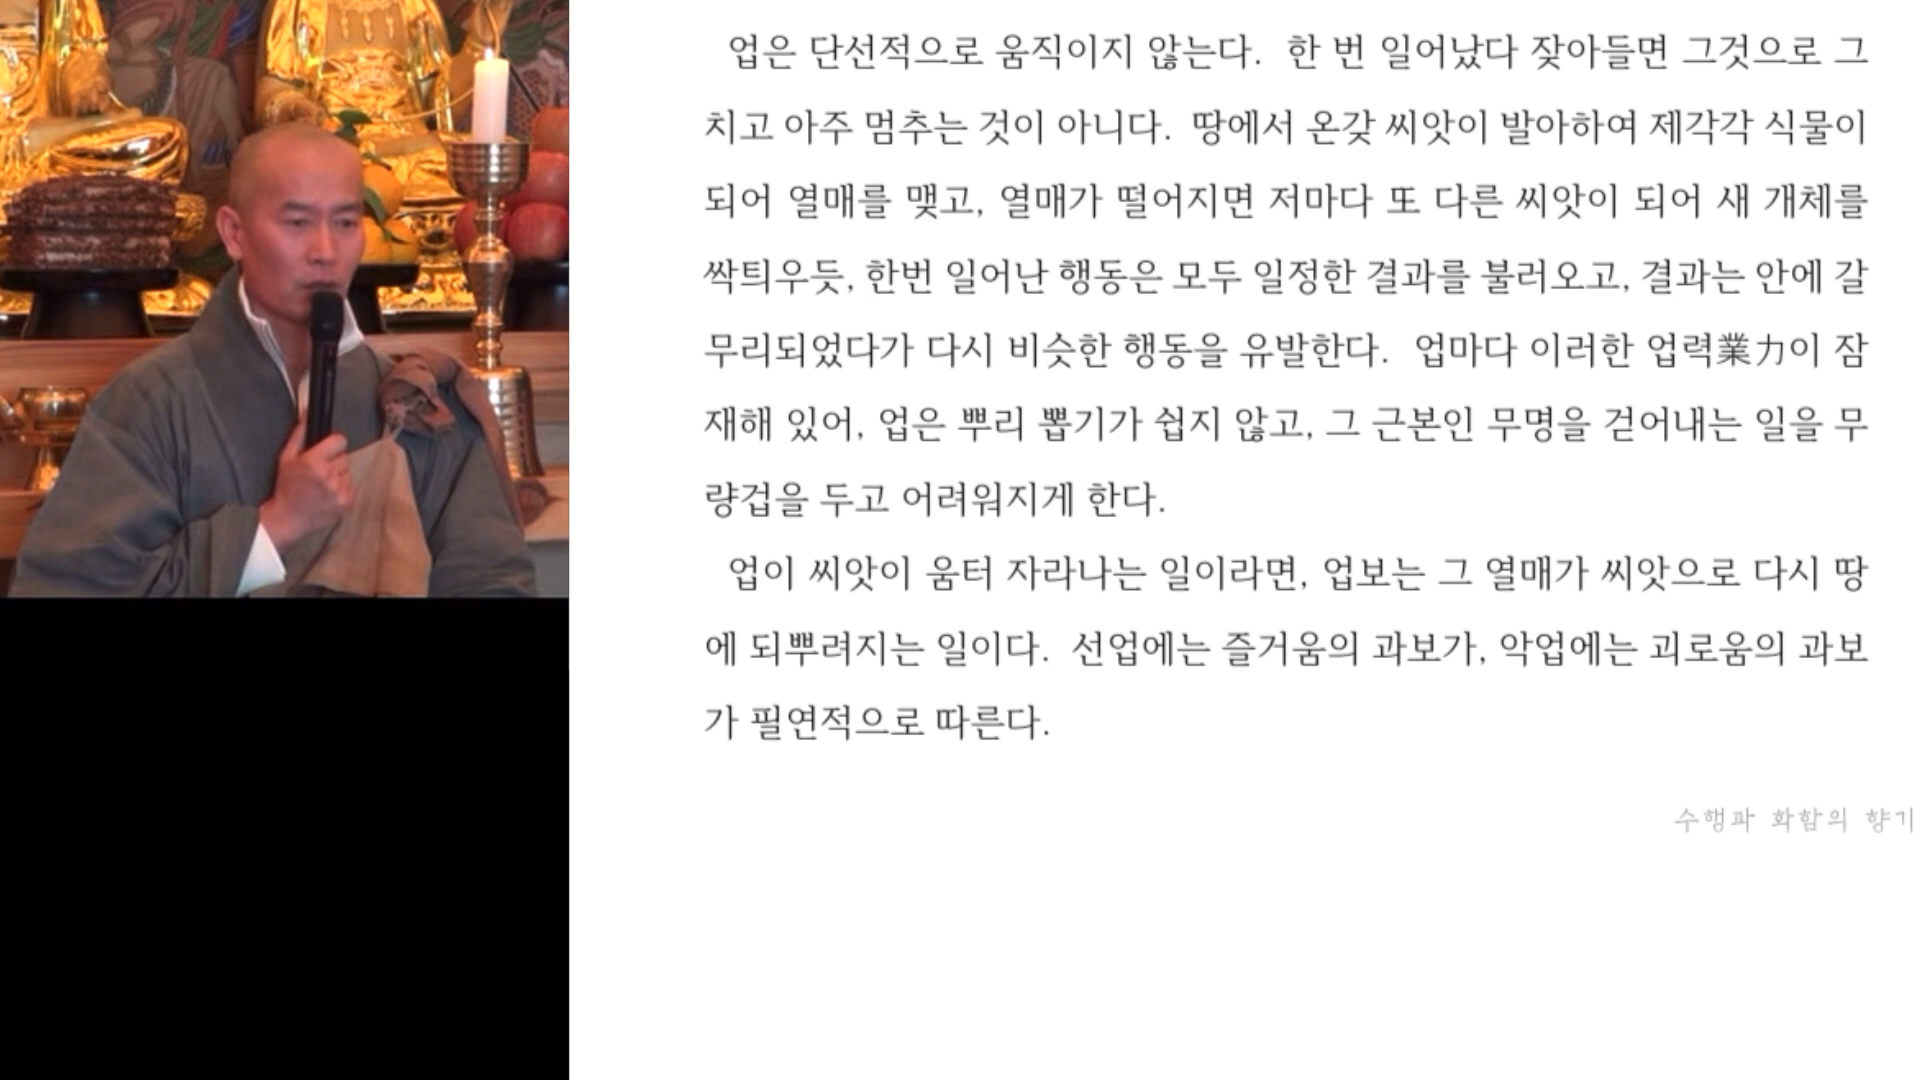 업은 단선적으로 움직이지 않는다. 한 번 일어났다 잦아들면 그것으로 그
치고 아주 멈추는 것이 아니다. 땅에서 온갖 씨앗이 발아하여 제각각 식물이
되어 열매를 맺고, 열매가 떨어지면 저마다 또 다른 씨앗이 되어 새 개체를
싹틔우듯, 한번 일어난 행동은 모두 일정한 결과를 불러오고, 결과는 안에 갈
무리되었다가 다시 비슷한 행동을 유발한다. 업마다 이러한 업력業力이 잠
재해 있어, 업은 뿌리 뽑기가 쉽지 않고, 그 근본인 무명을 걷어내는 일을 무
량겁을 두고 어려워지게 한다.
업이 씨앗이 움터 자라나는 일이라면, 업보는 그 열매가 씨앗으로 다시 땅
에 되뿌려지는 일이다. 선업에는 즐거움의 과보가, 악업에는 괴로움의 과보
가 필연적으로 따른다.
수행과 화합의 향기